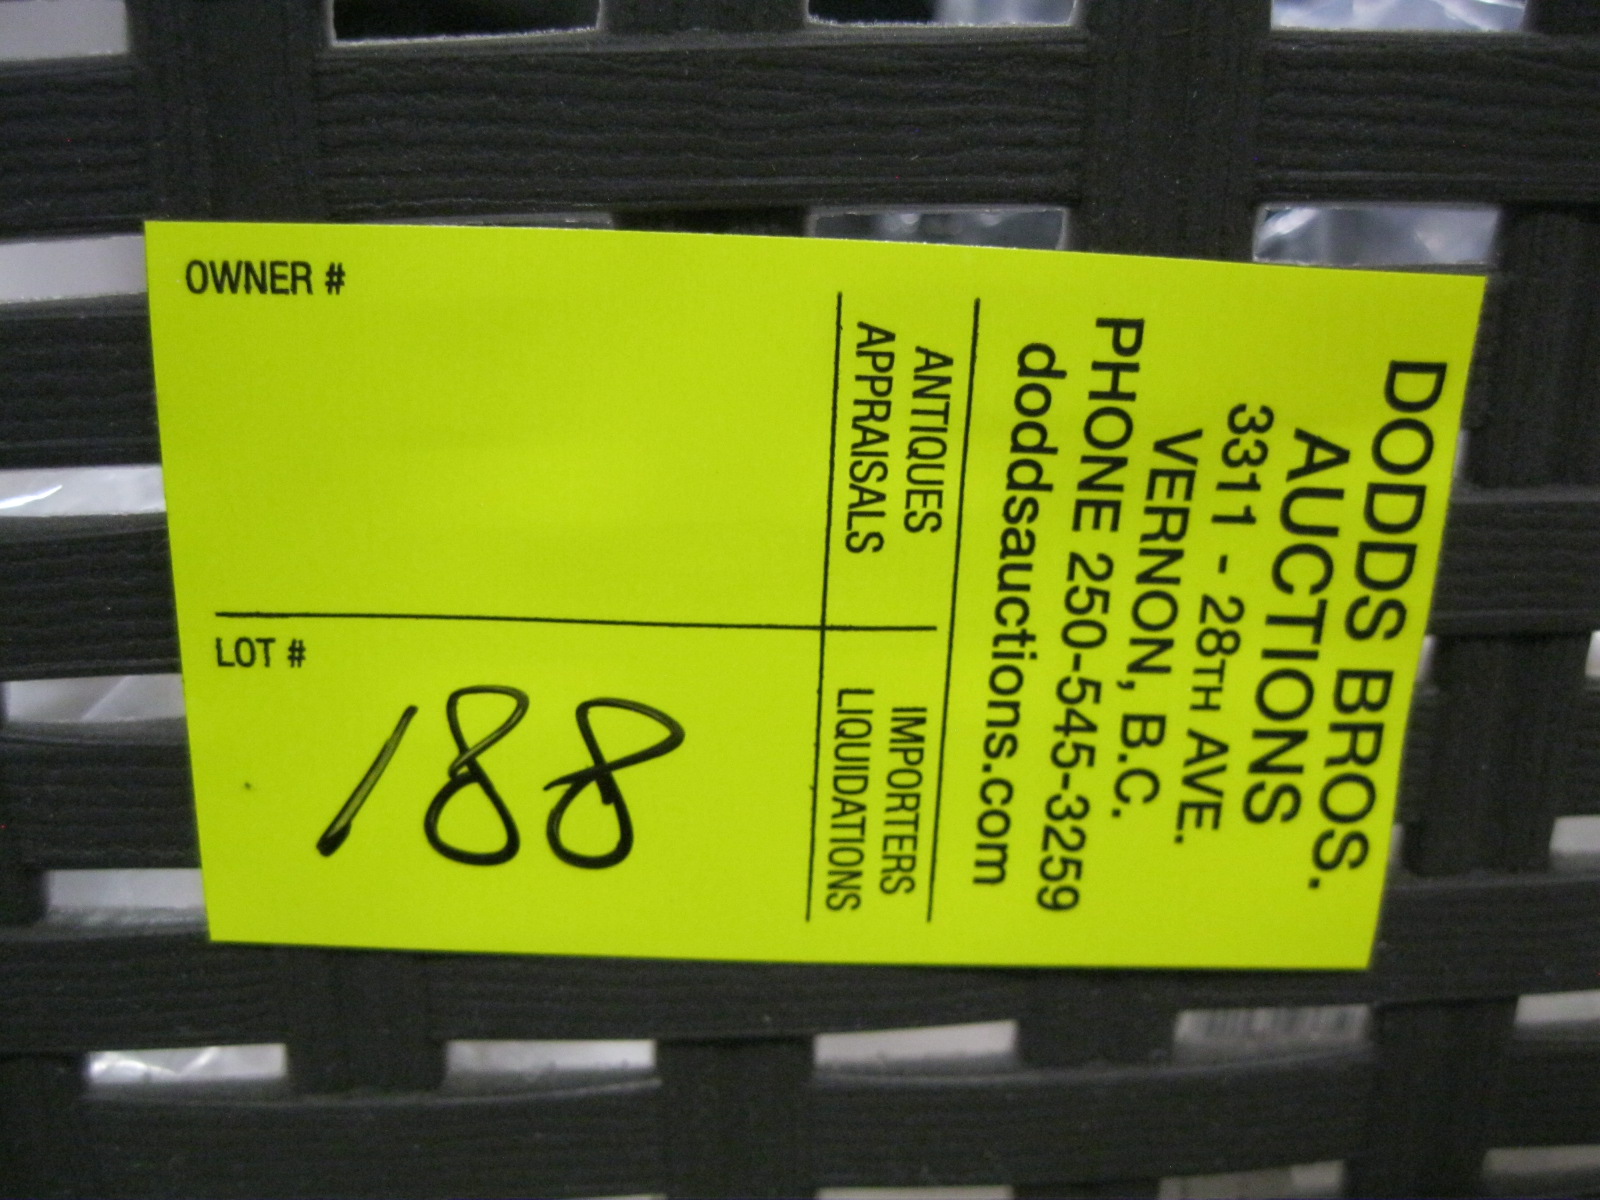 DODDS BROS.
AUCTIONS
3311 - 28TH AVE.
VERNON, B.C.
PHONE 250-545-3259
doddsauctions.com
ANTIQUES
APPRAISALS
IMPORTERS
LIQUIDATIONS
OWNER #
LOT #
188